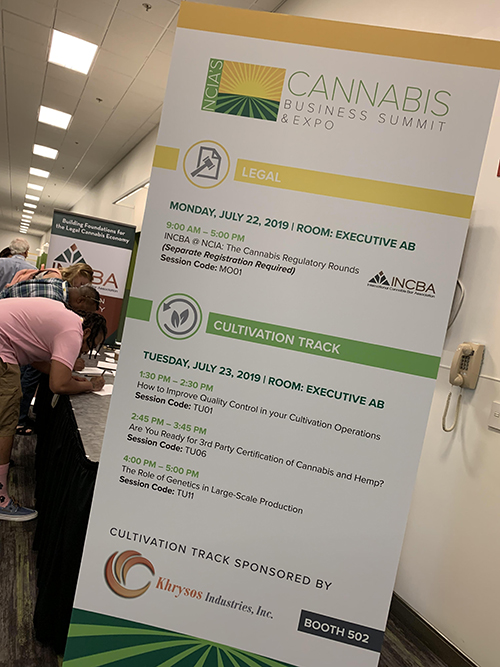 NCIA'S
CANNABIS
BUSINESS SUMMIT
& EXPO
LEGAL
MONDAY, JULY 22, 2019 | ROOM: EXECUTIVE AB
9:00 AM – 5:00 PM
INCBA @ NCIA: The Cannabis Regulatory Rounds
(Separate Registration Required)
Session Code: MO01
INCBA
International Cannabis Bar Association
CULTIVATION TRACK
TUESDAY, JULY 23, 2019 | ROOM: EXECUTIVE AB
1:30 PM – 2:30 PM
How to Improve Quality Control in your Cultivation Operations
Session Code: TU01
2:45 PM – 3:45 PM
Are You Ready for 3rd Party Certification of Cannabis and Hemp?
Session Code: TU06
4:00 PM – 5:00 PM
The Role of Genetics in Large-Scale Production
Session Code: TU11
CULTIVATION TRACK SPONSORED BY
Khrysos Industries, Inc.
BOOTH 502
Building Foundations for
the Legal Cannabis Economy
INCBA